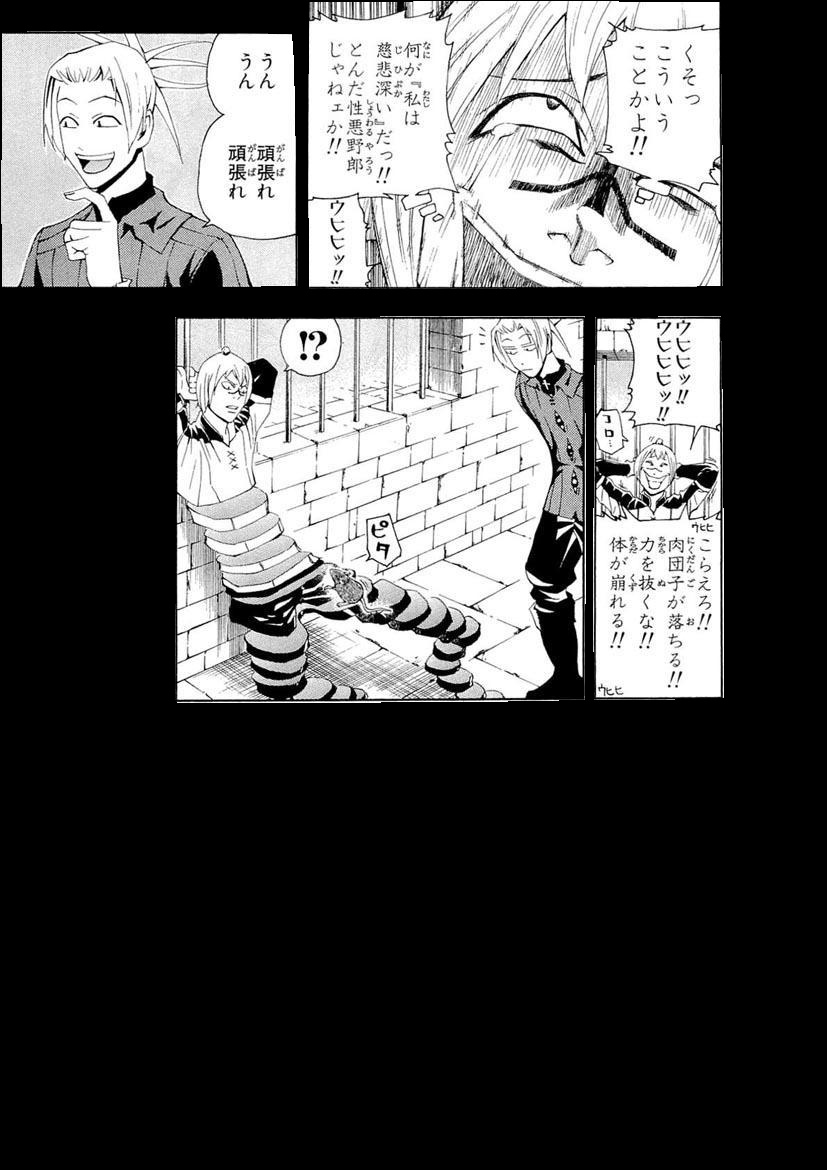 くそっ
こういう
ことかよ!!
何が『私は
慈悲深い』だっ!!
とんだ性悪野郎
じゃねェか!!
ウヒヒッ!!
うん
うん
頑張れ
頑張れ
ウヒヒッ!!
ウヒヒヒッ!!
コロ…
ウヒヒ
こらえろ!!
肉団子が落ちる!!
力を抜くな!!
体が崩れる!!
ウヒヒ
!?
ピタ